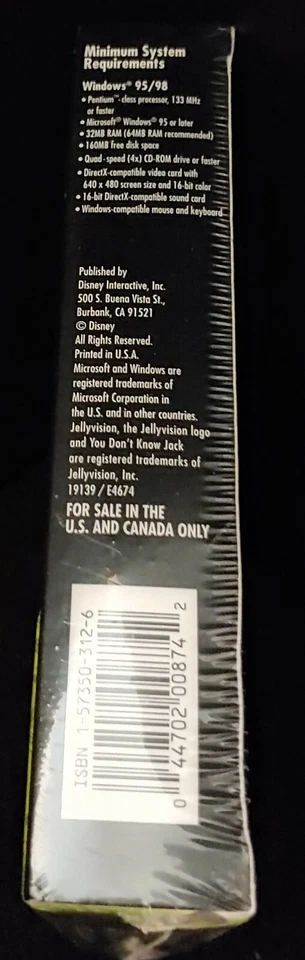 Minimum System
Requirements
Windows® 95/98
• Pentium™-class processor, 133 MHz
or faster
• Microsoft® Windows® 95 or later
• 32MB RAM (64MB RAM recommended)
• 160MB free disk space
• Quad-speed (4x) CD-ROM drive or faster
• DirectX-compatible video card with
640 x 480 screen size and 16-bit color
• 16-bit DirectX-compatible sound card
• Windows-compatible mouse and keyboard
Published by
Disney Interactive, Inc.
500 S. Buena Vista St.,
Burbank, CA 91521
© Disney
All Rights Reserved.
Printed in U.S.A.
Microsoft and Windows are
registered trademarks of
Microsoft Corporation in
the U.S. and in other countries.
Jellyvision, the Jellyvision logo
and You Don't Know Jack
are registered trademarks of
Jellyvision, Inc.
19139 / E4674
FOR SALE IN THE
U.S. AND CANADA ONLY
ISBN 1-57350-312-6
0 44702 00874 2